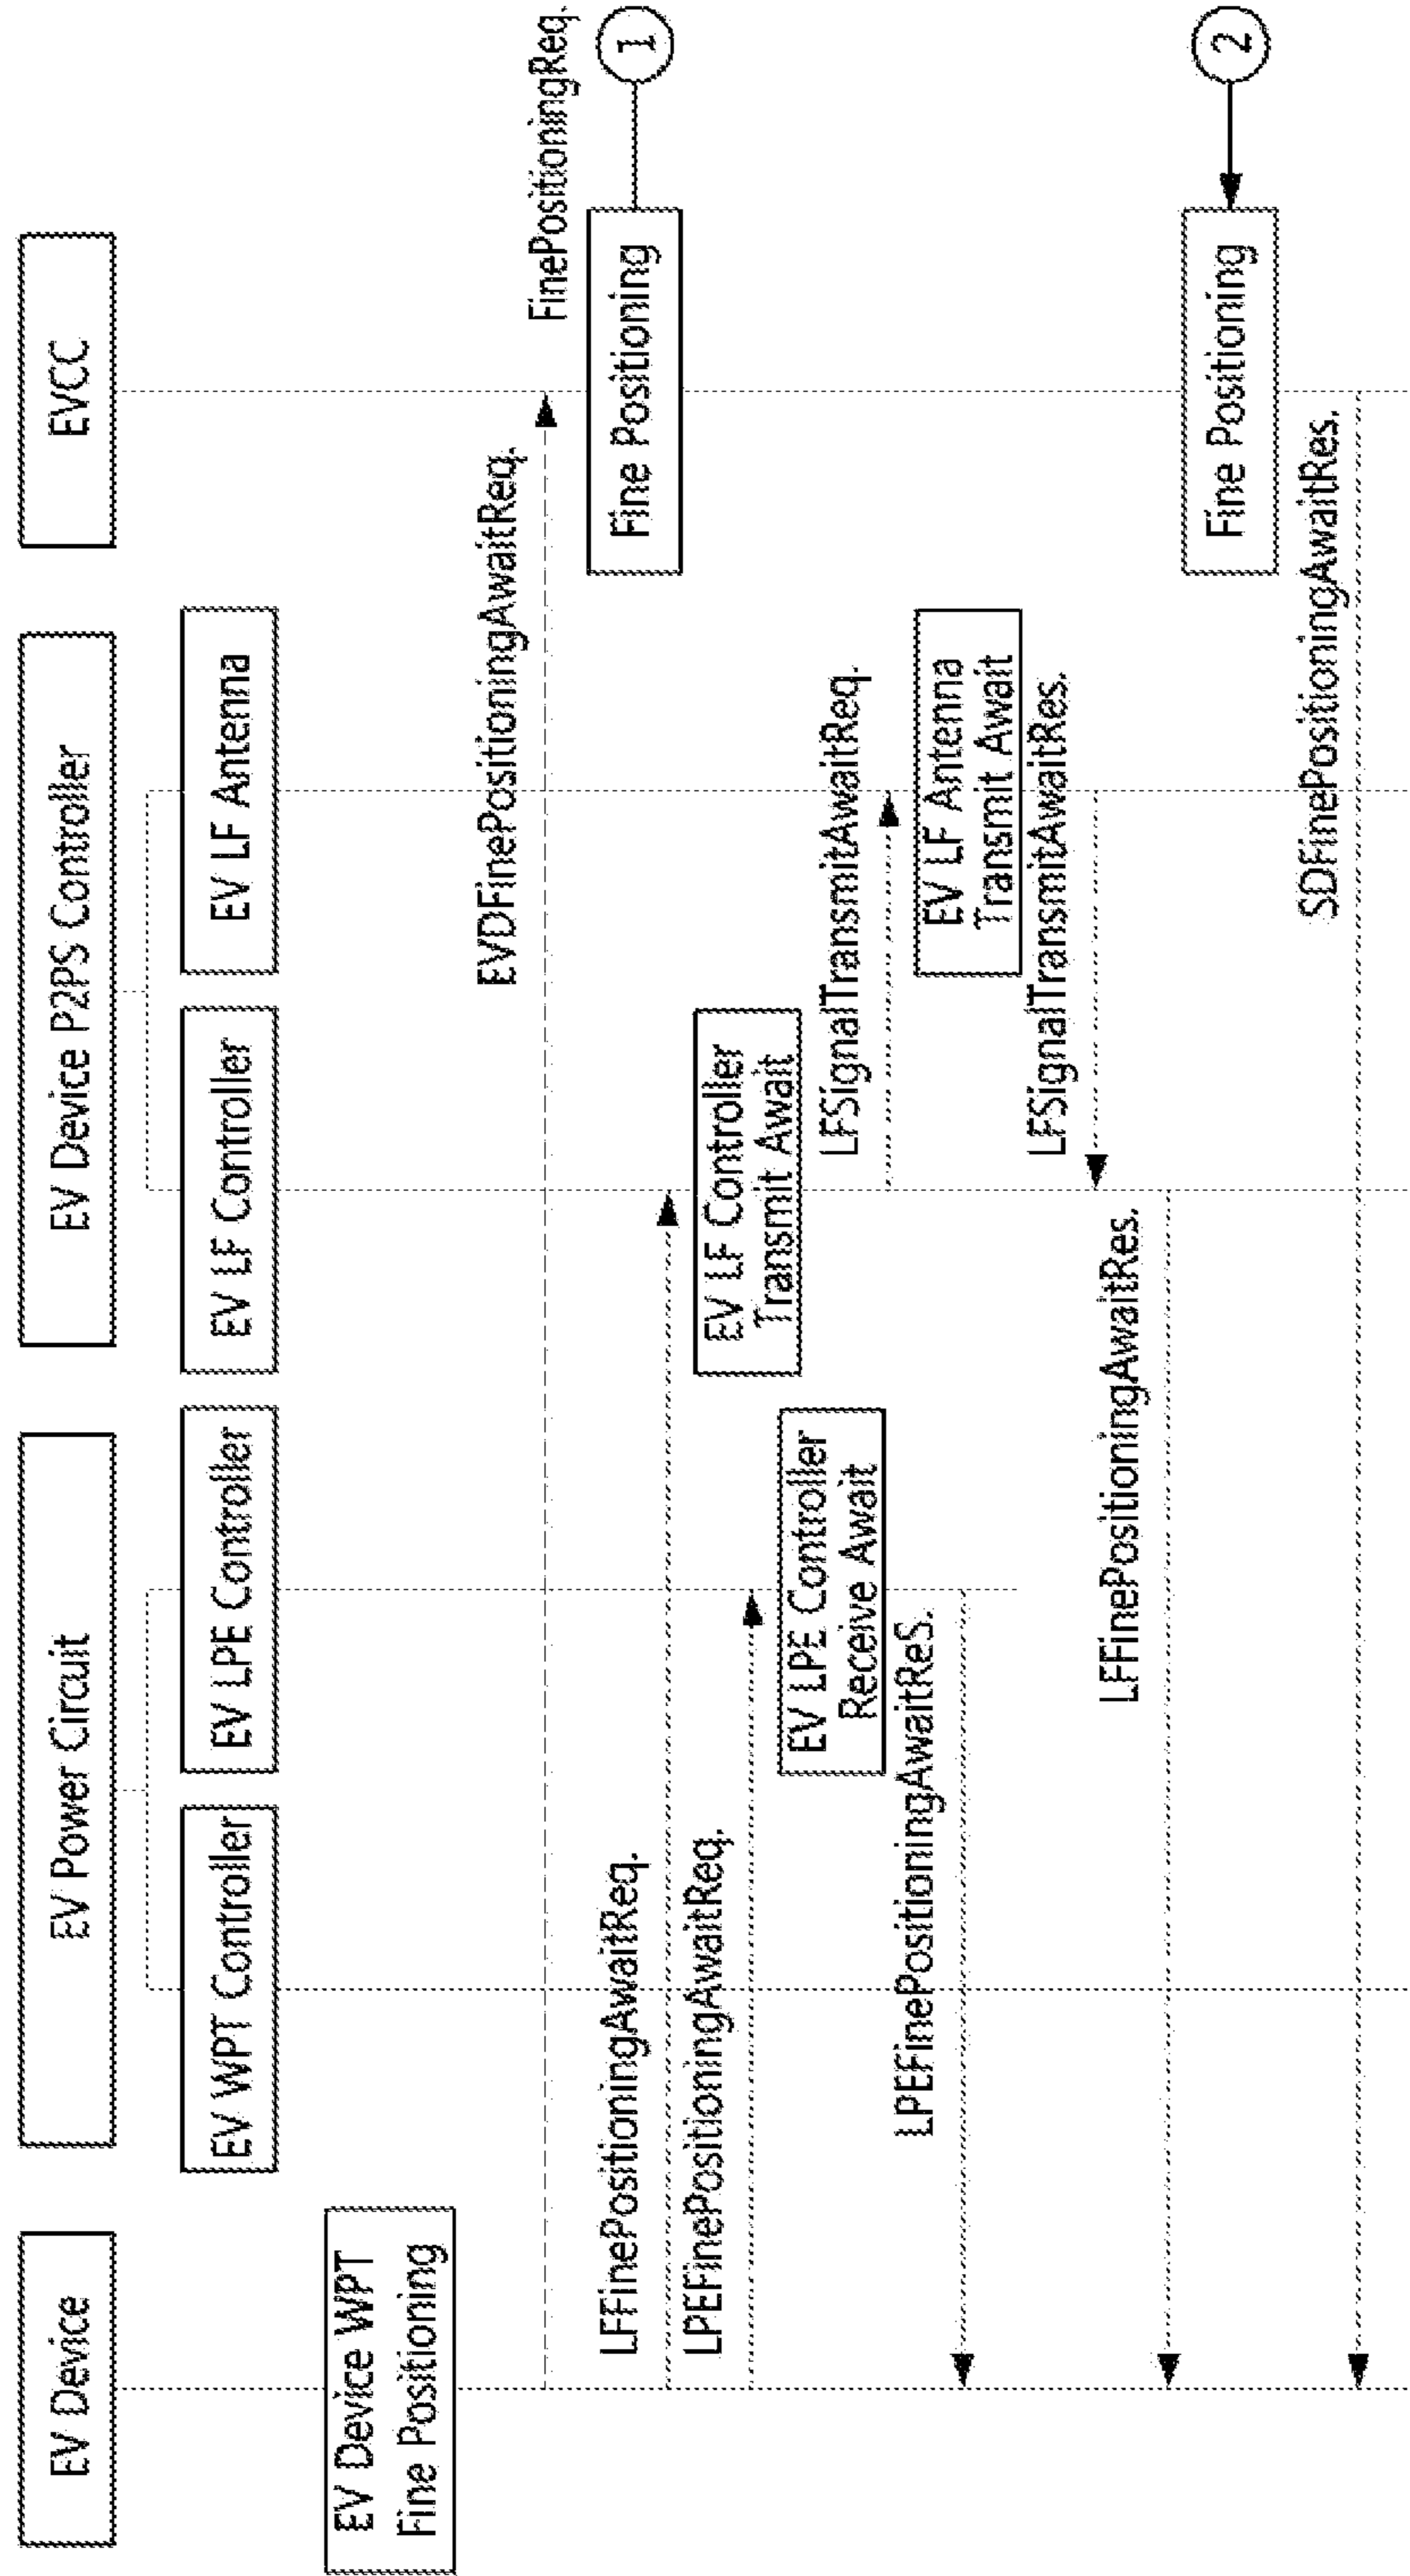 EV Device
EV Power Circuit
EV Device P2PS Controller
EVCC
EV WPT Controller
EV LPE Controller
EV LF Controller
EV LF Antenna
EV Device WPT
Fine Positioning
EVDFinePositioningAwaitReq.
FinePositioningReq.
Fine Positioning
1
LFFinePositioningAwaitReq.
EV LF Controller
Transmit Await
LPEFinePositioningAwaitReq.
EV LPE Controller
Receive Await
LFSignalTransmitAwaitReq.
EV LF Antenna
Transmit Await
LPEFinePositioningAwaitReS.
LFSignalTransmitAwaitRes.
LFFinePositioningAwaitRes.
Fine Positioning
2
SDFinePositioningAwaitRes.